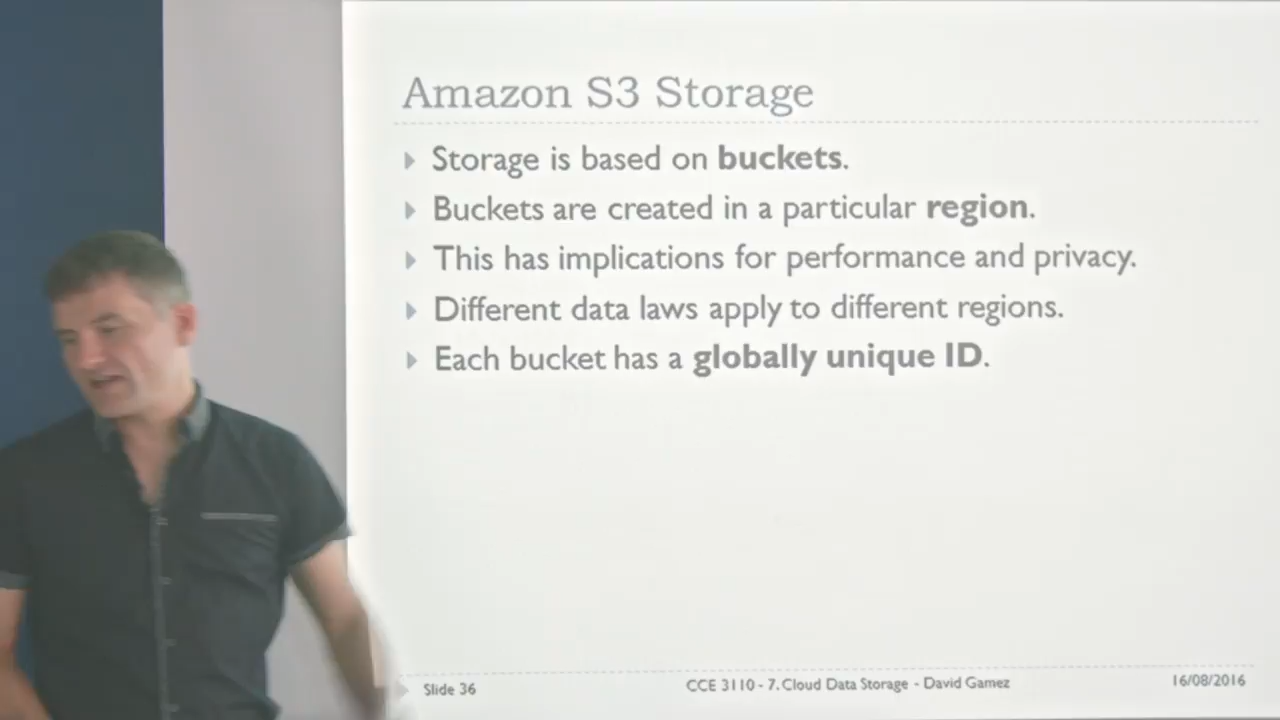 Amazon S3 Storage
Storage is based on buckets.
Buckets are created in a particular region.
This has implications for performance and privacy.
Different data laws apply to different regions.
Each bucket has a globally unique ID.
Slide 36
CCE 3110 - 7. Cloud Data Storage - David Gamez
16/08/2016